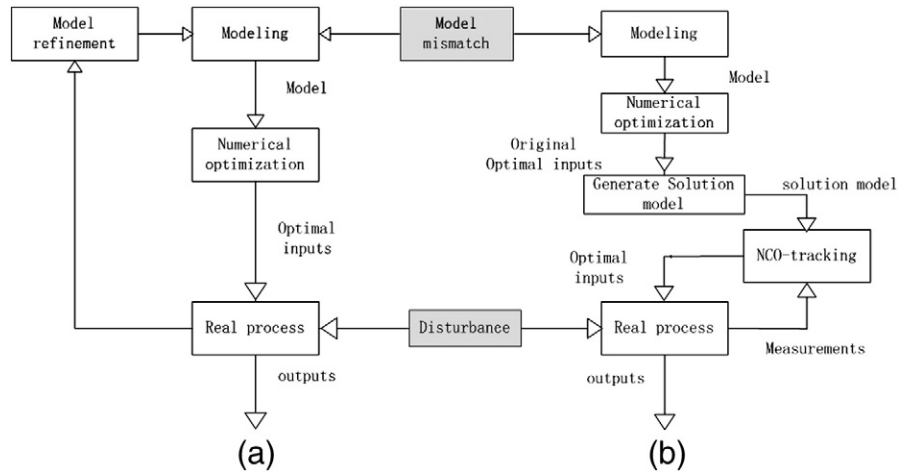 Model
refinement
Modeling
Model
mismatch
Modeling
Model
Model
Numerical
optimization
Numerical
optimization
Original
Optimal inputs
Generate Solution
model
solution model
Optimal
inputs
Optimal
inputs
NCO-tracking
Real process
Disturbance
Real process
Measurements
outputs
outputs
(a)
(b)